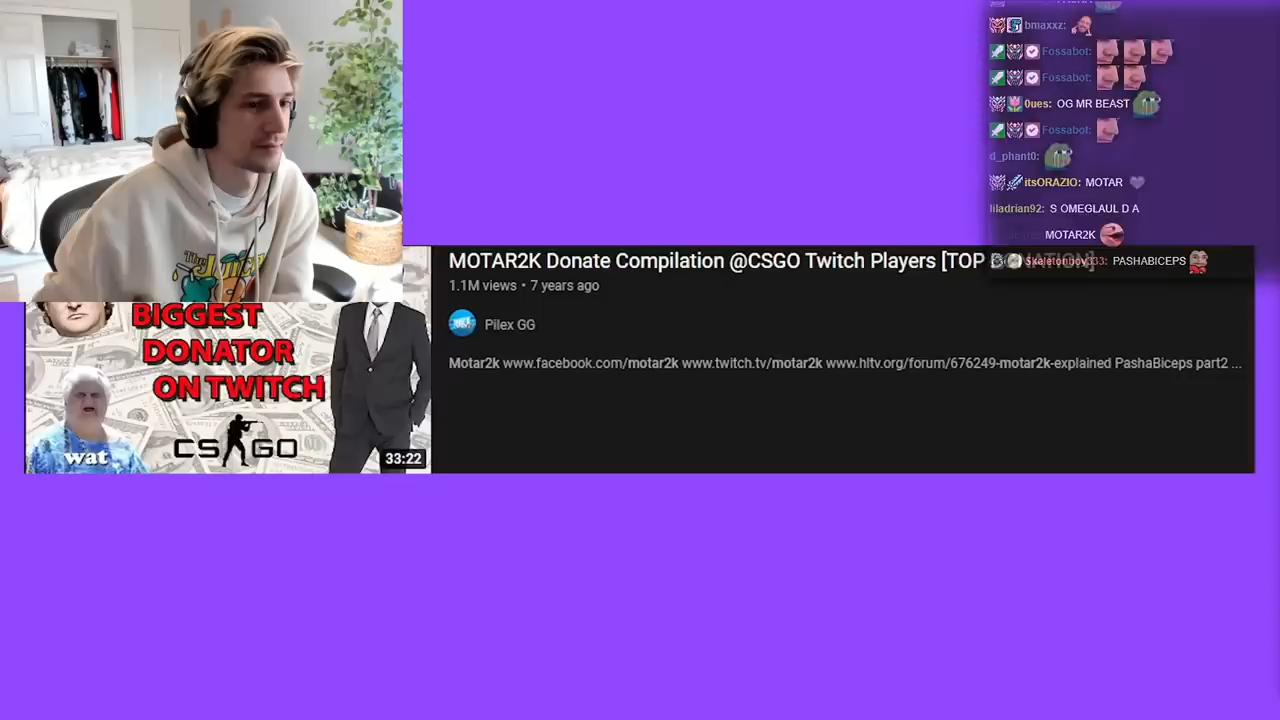 bmaxxz:
Fossabot:
Fossabot:
0ues: OG MR BEAST
Fossabot:
d_phant0:
itsORAZIO: MOTAR
liladrian92: S OMEGLAUL D A
MOTAR2K
Skeletonboy333: PASHABICEPS
The Juice
MOTAR2K Donate Compilation @CSGO Twitch Players [TOP DONATION]
1.1M views • 7 years ago
Pilex GG
Motar2k www.facebook.com/motar2k www.twitch.tv/motar2k www.hltv.org/forum/676249-motar2k-explained PashaBiceps part2 ...
BIGGEST
DONATOR
ON TWITCH
CS GO
wat
33:22